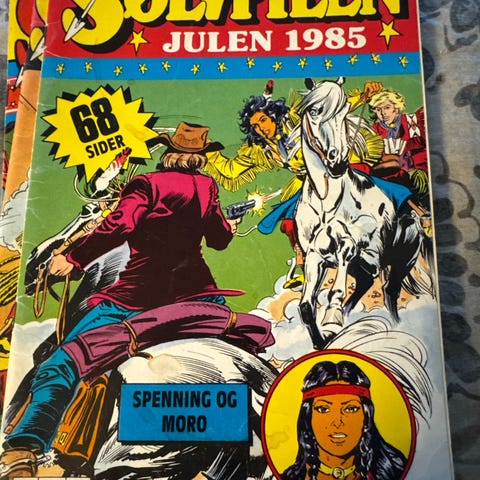 SØLVPILEN
JULEN 1985
68
SIDER
SPENNING OG
MORO